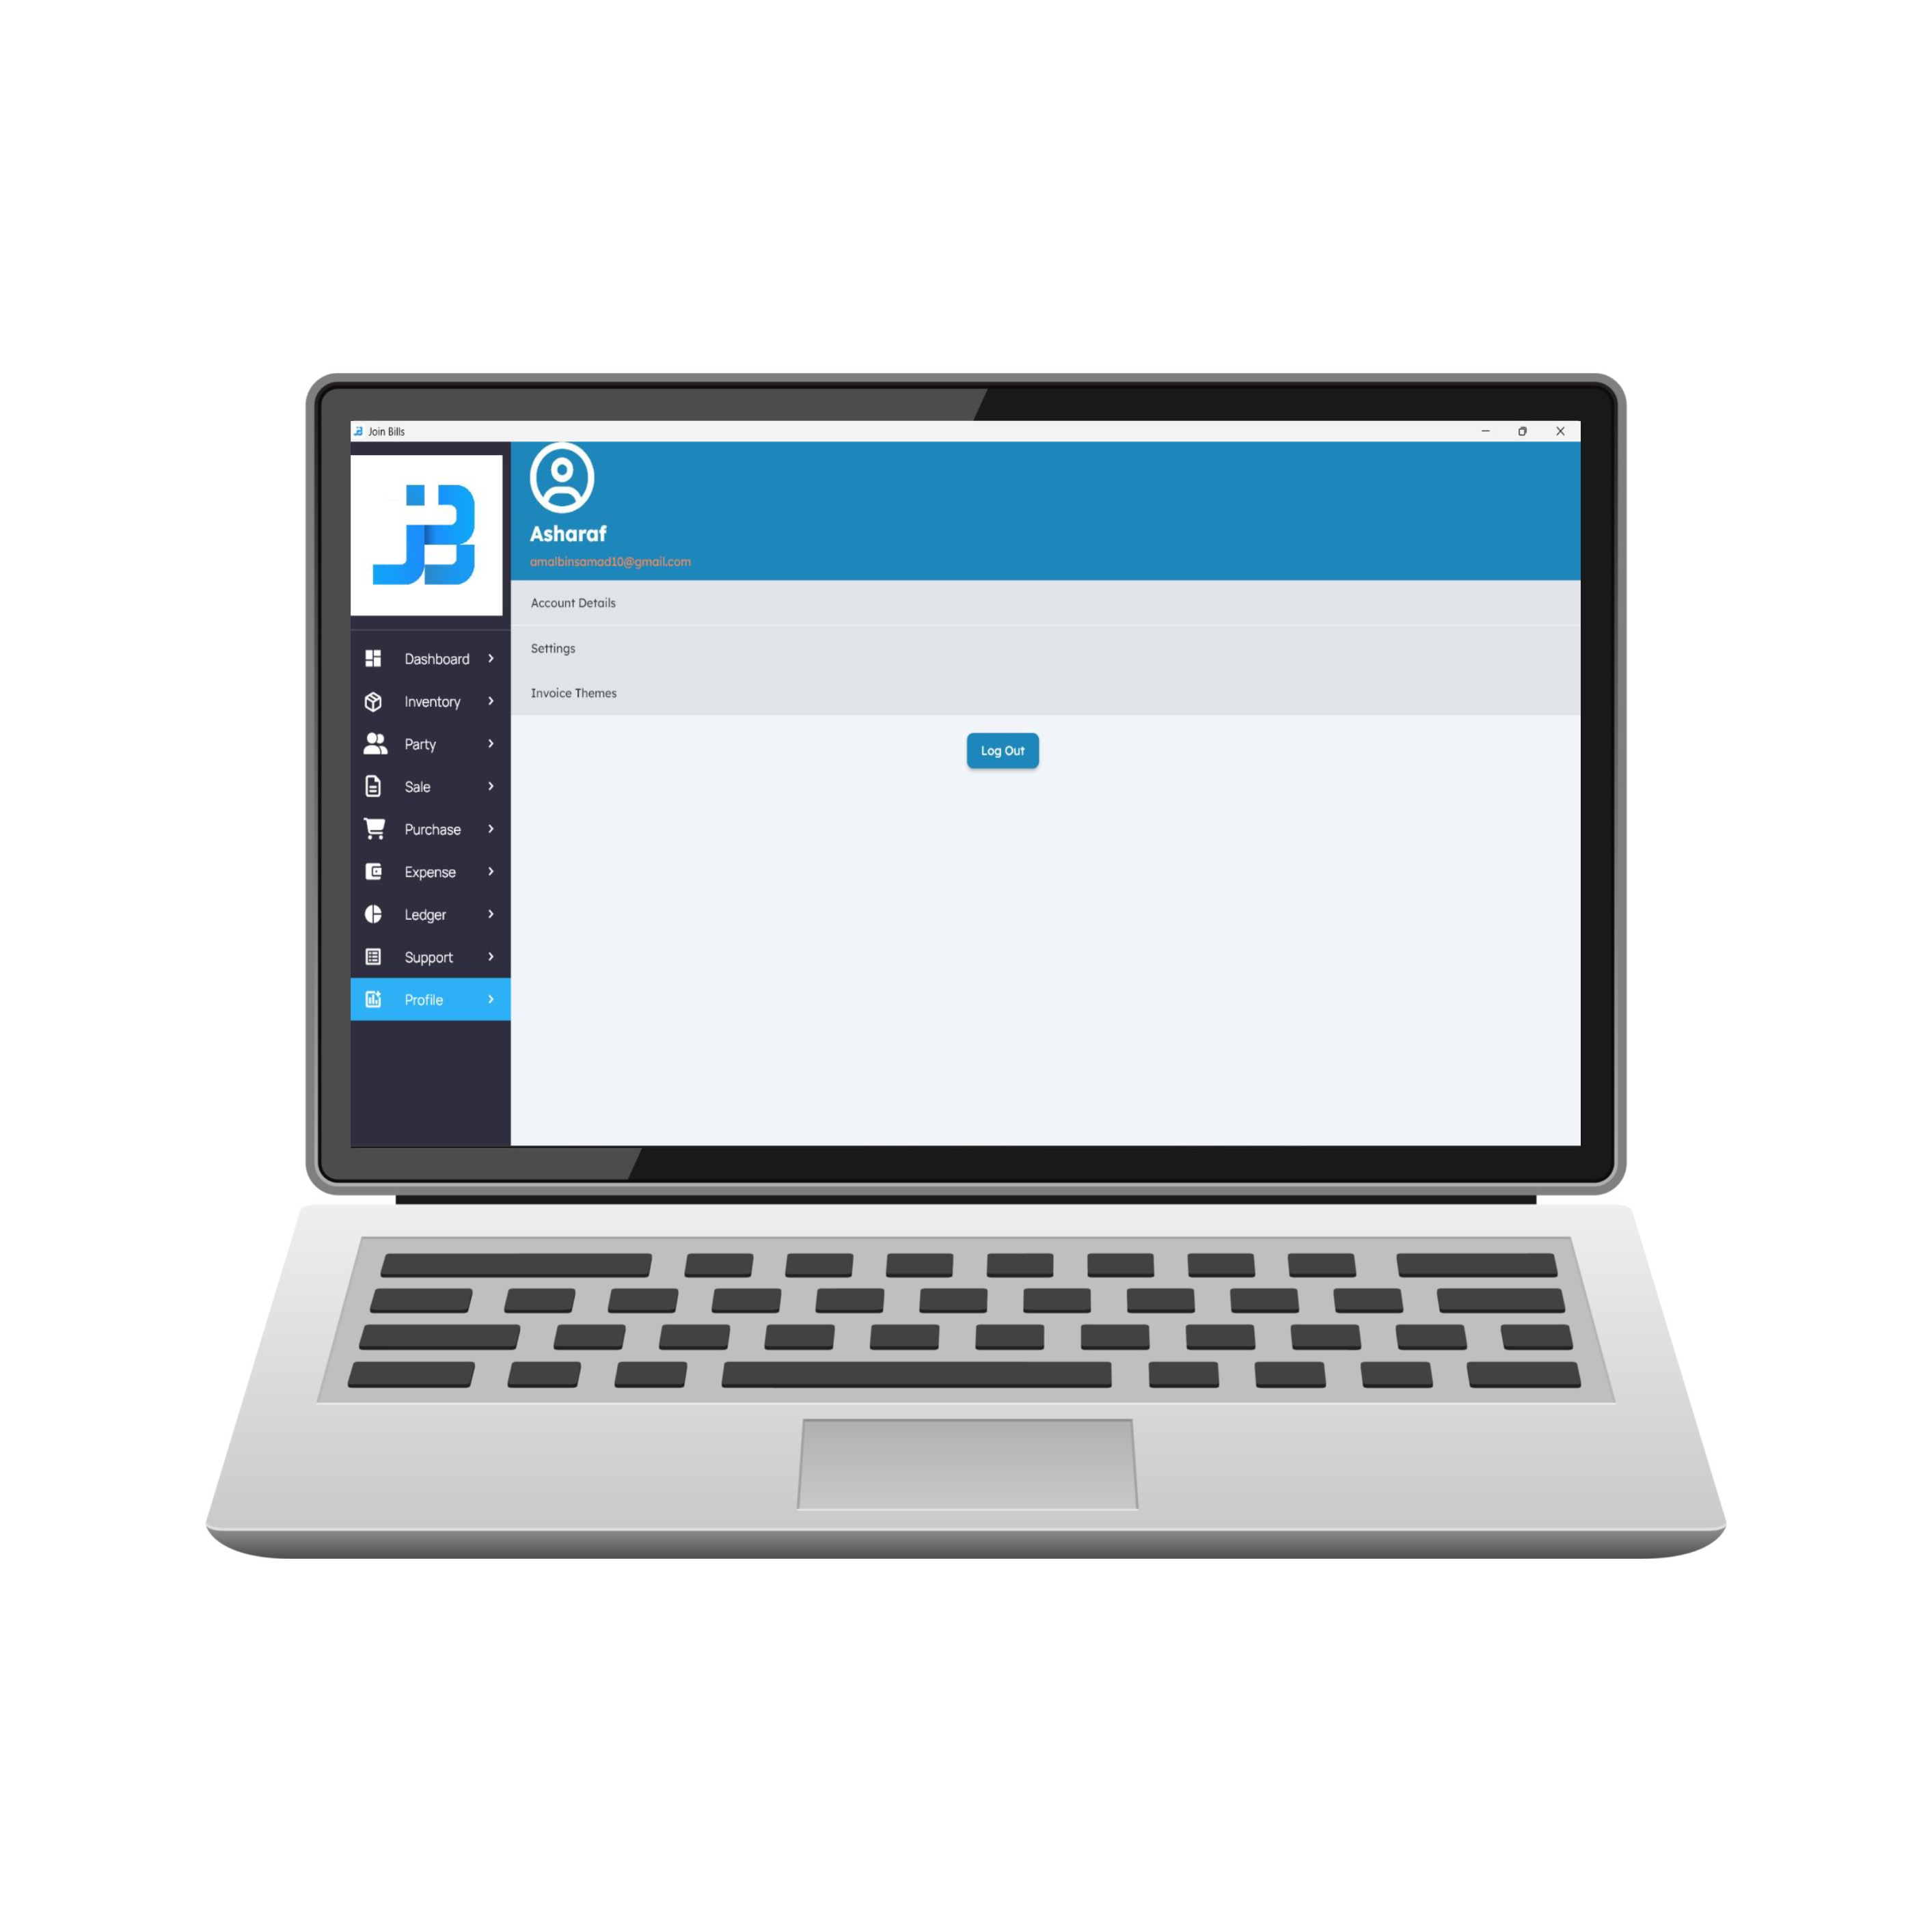 Join Bills
JB
Asharaf
amalbinsamad10@gmail.com
Account Details
Settings
Invoice Themes
Log Out
Dashboard
Inventory
Party
Sale
Purchase
Expense
Ledger
Support
Profile